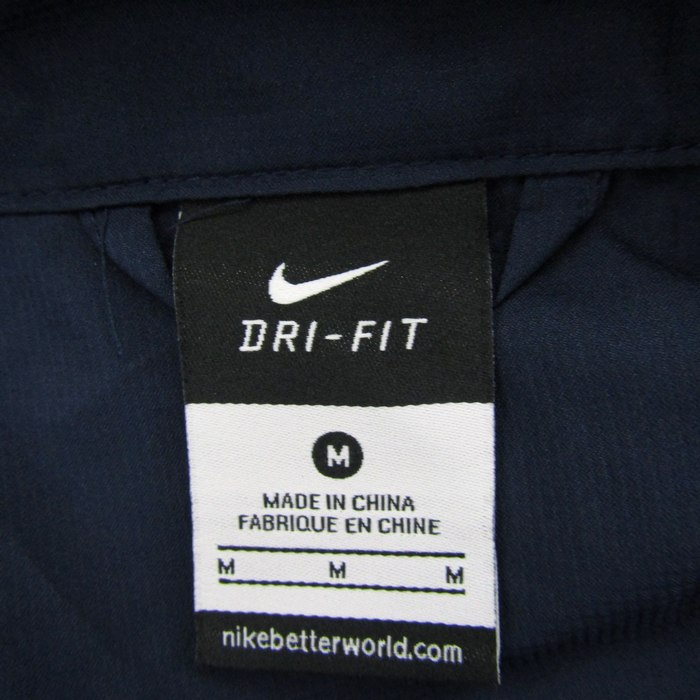 DRI-FIT
M
MADE IN CHINA
FABRIQUE EN CHINE
M M M
nikebetterworld.com